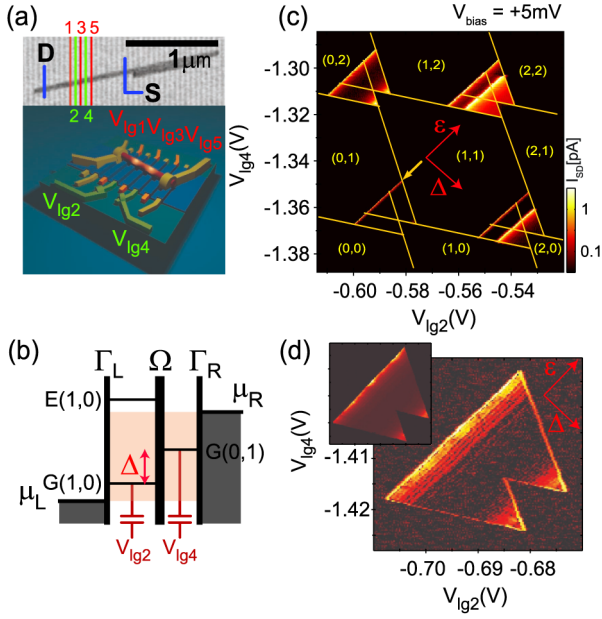 (a)
1 3 5
D
S
1μm
2 4
Vlg1Vlg3Vlg5
Vlg2
Vlg4
(c)
Vbias = +5mV
-1.30
-1.32
-1.34
-1.36
-1.38
Vlg4(V)
(0,2)
(1,2)
(2,2)
(0,1)
(1,1)
(2,1)
(0,0)
(1,0)
(2,0)
ε
Δ
-0.60 -0.58 -0.56 -0.54
Vlg2(V)
ISD[pA]
1
0.1
(b)
ΓL Ω ΓR
E(1,0)
μR
G(0,1)
Δ
G(1,0)
μL
Vlg2 Vlg4
(d)
Vlg4(V)
-1.41
-1.42
ε
Δ
-0.70 -0.69 -0.68
Vlg2(V)